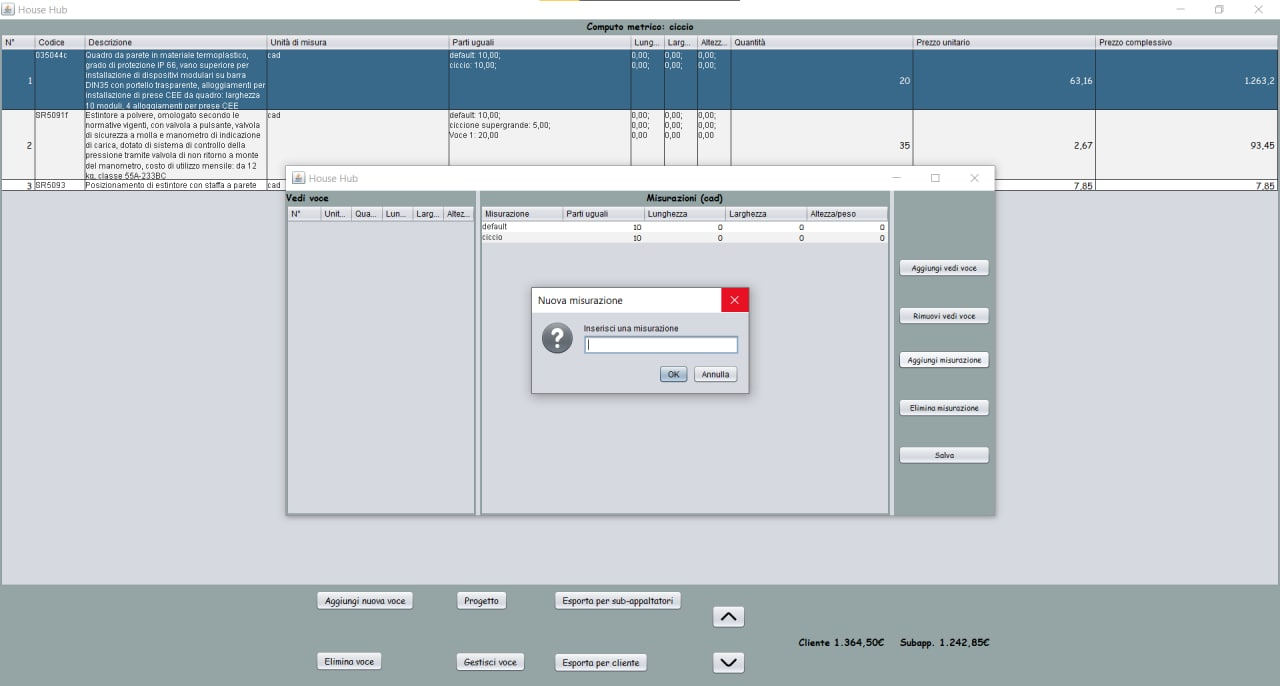 House Hub
Computo metrico: ciccio
N° Codice Descrizione Unità di misura Parti uguali Lung... Larg... Altezz... Quantità Prezzo unitario Prezzo complessivo
1 035044c Quadro da parete in materiale termoplastico, cad default: 10,00; 0,00; 0,00; 0,00; 20 63,16 1.263,2
grado di protezione IP 66, vano superiore per ciccio: 10,00; 0,00; 0,00; 0,00;
installazione di dispositivi modulari su barra
DIN35 con portello trasparente, alloggiamenti per
installazione di prese CEE da quadro: larghezza
10 moduli, 4 alloggiamenti per prese CEE
2 SR5091f Estintore a polvere, omologato secondo le cad default: 10,00; 0,00; 0,00; 0,00; 35 2,67 93,45
normative vigenti, con valvola a pulsante, valvola ciccione supergrande: 5,00; 0,00; 0,00; 0,00;
di sicurezza a molla e manometro di indicazione Voce 1: 20,00 0,00 0,00 0,00
di carica, dotato di sistema di controllo della
pressione tramite valvola di non ritorno a monte
del manometro, costo di utilizzo mensile: da 12
kg, classe 55A-233BC
3 SR5093 Posizionamento di estintore con staffa a parete cad 7,85 7,85
House Hub
Vedi voce
N° Unit... Qua... Lun... Larg... Altez...
Misurazioni (cad)
Misurazione Parti uguali Lunghezza Larghezza Altezza/peso
default 10 0 0 0
ciccio 10 0 0 0
Aggiungi vedi voce
Rimuovi vedi voce
Aggiungi misurazione
Elimina misurazione
Salva
Nuova misurazione
?
Inserisci una misurazione
OK Annulla
Aggiungi nuova voce Progetto Esporta per sub-appaltatori
Cliente 1.364,50€ Subapp. 1.242,85€
Elimina voce Gestisci voce Esporta per cliente